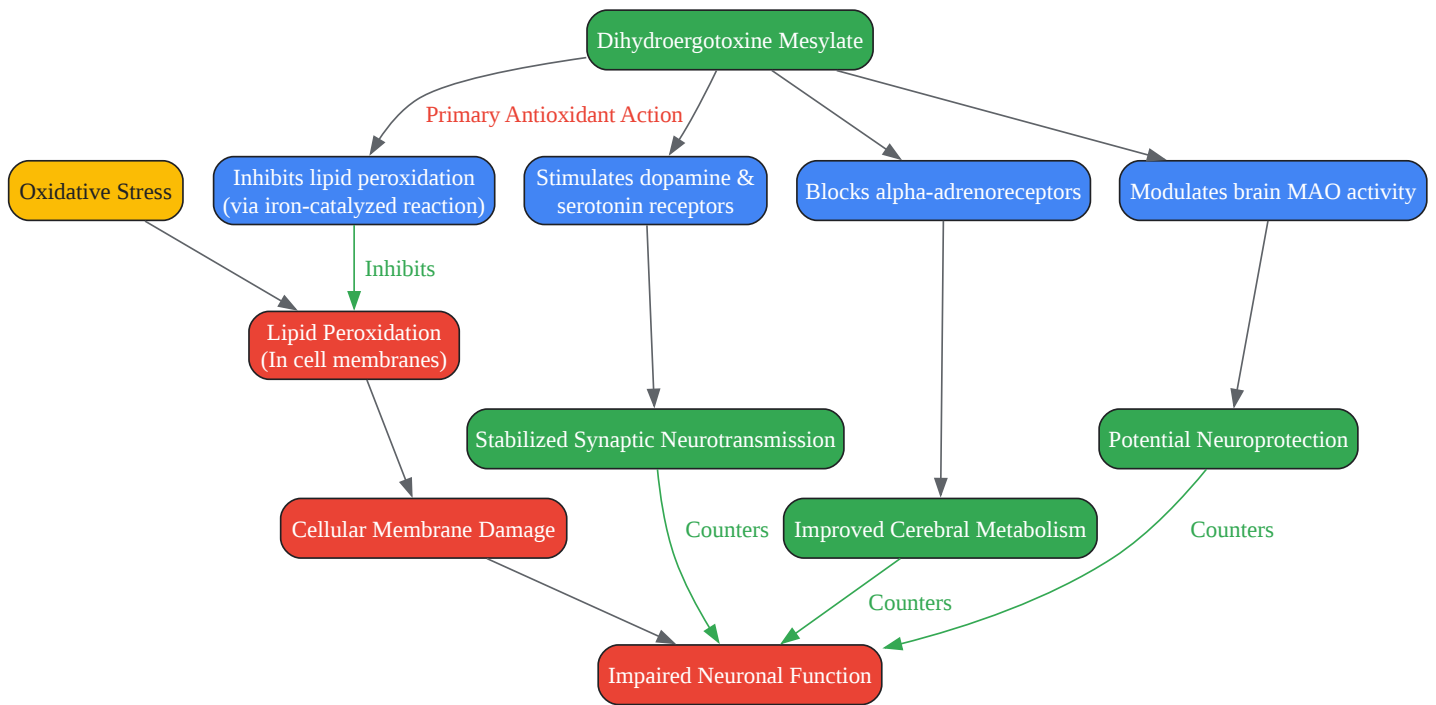 Dihydroergotoxine Mesylate
Primary Antioxidant Action
Oxidative Stress
Inhibits lipid peroxidation
(via iron-catalyzed reaction)
Stimulates dopamine &
serotonin receptors
Blocks alpha-adrenoreceptors
Modulates brain MAO activity
Inhibits
Lipid Peroxidation
(In cell membranes)
Stabilized Synaptic Neurotransmission
Potential Neuroprotection
Cellular Membrane Damage
Counters
Improved Cerebral Metabolism
Counters
Counters
Impaired Neuronal Function